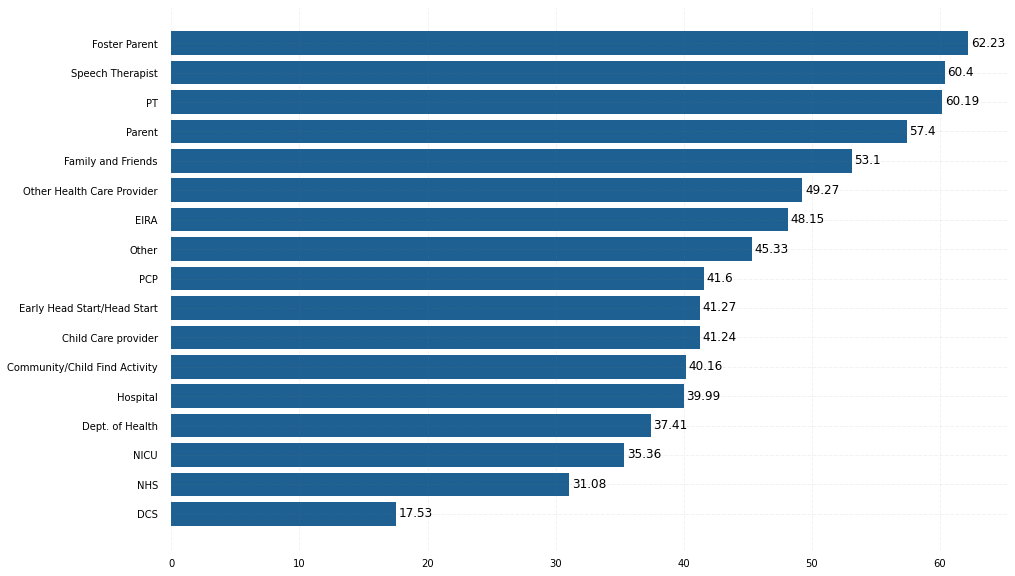 Foster Parent 62.23
Speech Therapist 60.4
PT 60.19
Parent 57.4
Family and Friends 53.1
Other Health Care Provider 49.27
EIRA 48.15
Other 45.33
PCP 41.6
Early Head Start/Head Start 41.27
Child Care provider 41.24
Community/Child Find Activity 40.16
Hospital 39.99
Dept. of Health 37.41
NICU 35.36
NHS 31.08
DCS 17.53
0 10 20 30 40 50 60